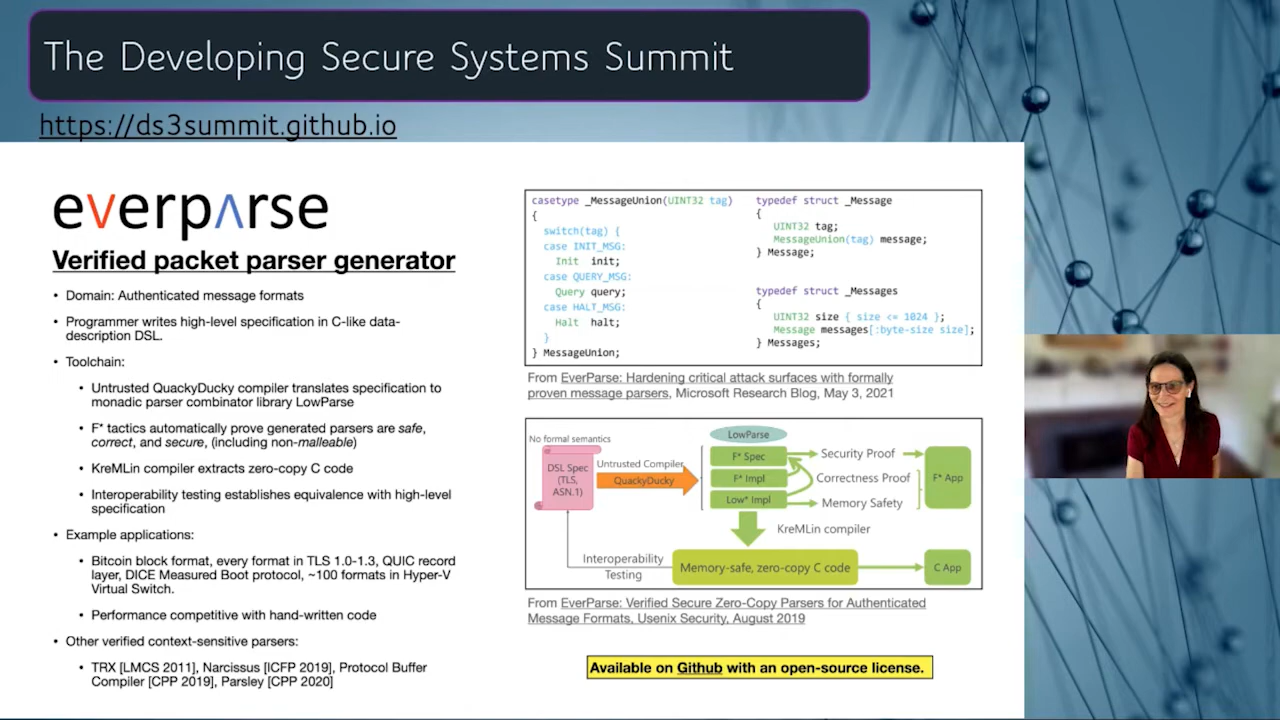 The Developing Secure Systems Summit
https://ds3summit.github.io
everparse
Verified packet parser generator
• Domain: Authenticated message formats
• Programmer writes high-level specification in C-like data-
description DSL.
• Toolchain:
• Untrusted QuackyDucky compiler translates specification to
monadic parser combinator library LowParse
• F* tactics automatically prove generated parsers are safe,
correct, and secure, (including non-malleable)
• KreMLin compiler extracts zero-copy C code
• Interoperability testing establishes equivalence with high-level
specification
• Example applications:
• Bitcoin block format, every format in TLS 1.0-1.3, QUIC record
layer, DICE Measured Boot protocol, ~100 formats in Hyper-V
Virtual Switch.
• Performance competitive with hand-written code
• Other verified context-sensitive parsers:
• TRX [LMCS 2011], Narcissus [ICFP 2019], Protocol Buffer
Compiler [CPP 2019], Parsley [CPP 2020]
casetype _MessageUnion(UINT32 tag)
{
switch(tag) {
case INIT_MSG:
Init init;
case QUERY_MSG:
Query query;
case HALT_MSG:
Halt halt;
}
} MessageUnion;
typedef struct _Message
{
UINT32 tag;
MessageUnion(tag) message;
} Message;
typedef struct _Messages
{
UINT32 size { size <= 1024 };
Message messages[:byte-size size];
} Messages;
From EverParse: Hardening critical attack surfaces with formally
proven message parsers, Microsoft Research Blog, May 3, 2021
No formal semantics
DSL Spec
(TLS,
ASN.1)
Untrusted Compiler
QuackyDucky
LowParse
F* Spec
F* Impl
Low* Impl
Security Proof
Correctness Proof
Memory Safety
F* App
KreMLin compiler
Interoperability
Testing
Memory-safe, zero-copy C code
C App
From EverParse: Verified Secure Zero-Copy Parsers for Authenticated
Message Formats, Usenix Security, August 2019
Available on Github with an open-source license.